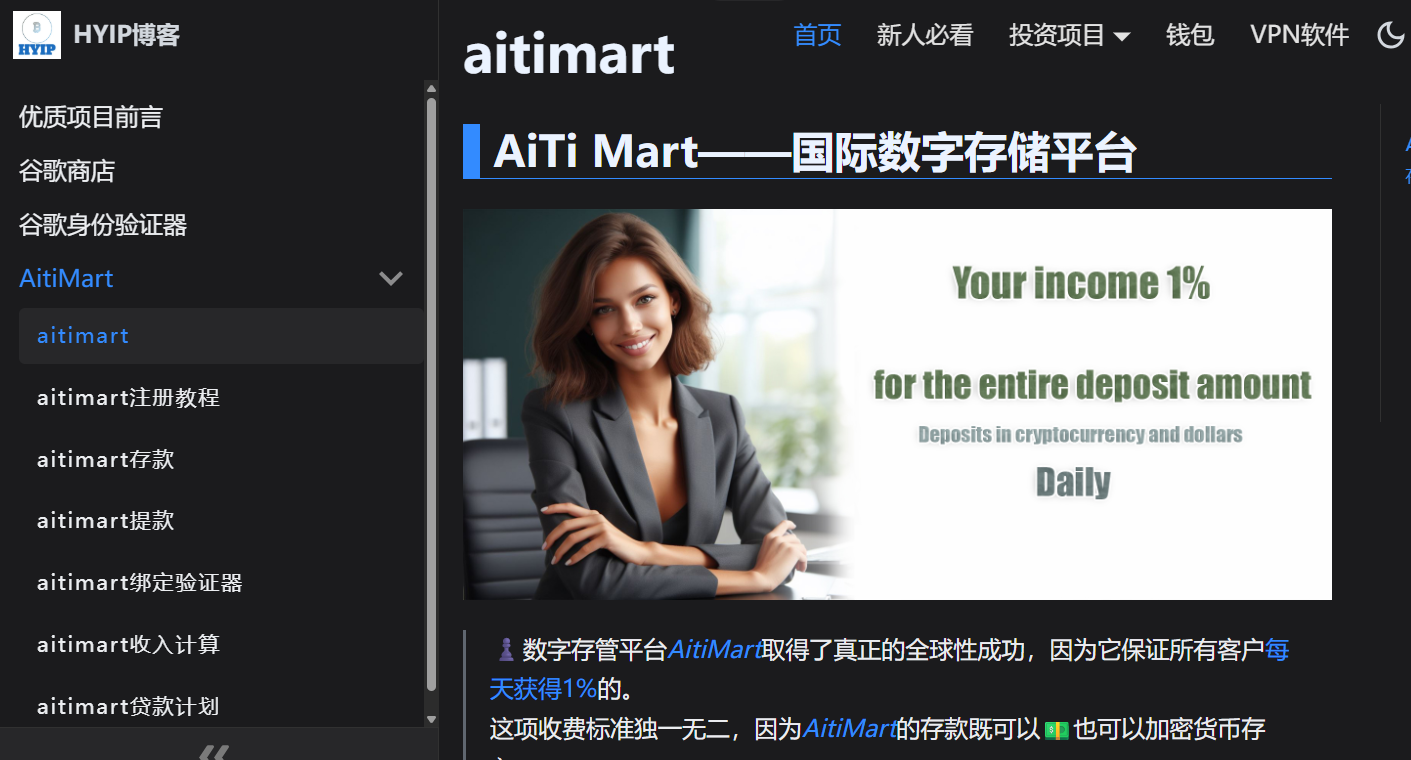 HYIP
HYIP博客
首页
新人必看
投资项目
钱包
VPN软件
优质项目前言
谷歌商店
谷歌身份验证器
AitiMart
aitimart
aitimart注册教程
aitimart存款
aitimart提款
aitimart绑定验证器
aitimart收入计算
aitimart贷款计划
aitimart
AiTi Mart——国际数字存储平台
Your income 1%
for the entire deposit amount
Deposits in cryptocurrency and dollars
Daily
数字存管平台AitiMart取得了真正的全球性成功，因为它保证所有客户每
天获得1%的。
这项收费标准独一无二，因为AitiMart的存款既可以💵也可以加密货币存